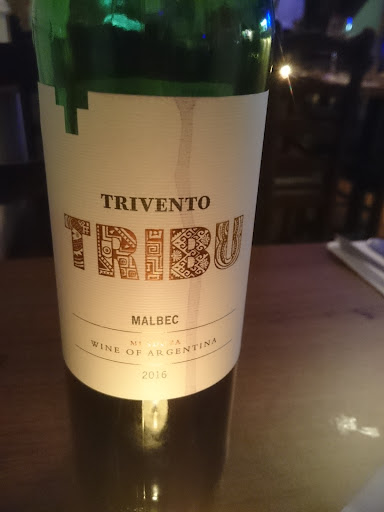 TRIVENTO
TRIBU
MALBEC
WINE OF ARGENTINA
2016